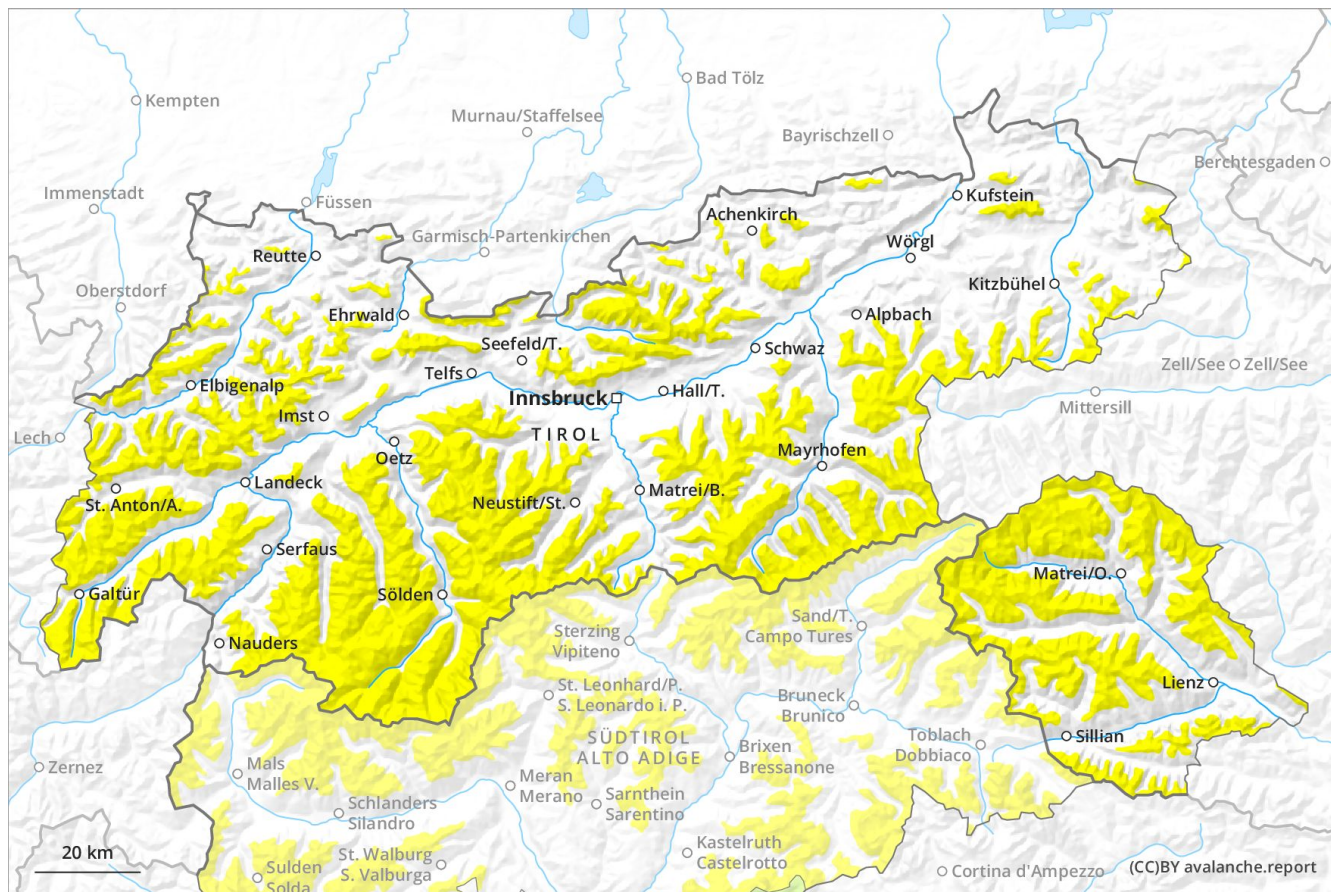 Kempten
Bad Tölz
Murnau/Staffelsee
Bayrischzell
Berchtesgaden
Immenstadt
Füssen
Kufstein
Achenkirch
Garmisch-Partenkirchen
Wörgl
Reutte
Oberstdorf
Kitzbühel
Ehrwald
Alpbach
Seefeld/T.
Schwaz
Zell/See
Zell/See
Telfs
Elbigenalp
Innsbruck
Hall/T.
Mittersill
Imst
Lech
TIROL
Oetz
Mayrhofen
Landeck
Matrei/B.
St. Anton/A.
Neustift/St.
Serfaus
Matrei/O.
Galtür
Sölden
Sand/T.
Campo Tures
Sterzing
Vipiteno
Nauders
Lienz
St. Leonhard/P.
S. Leonardo i. P.
Bruneck
Brunico
SÜDTIROL
ALTO ADIGE
Toblach
Dobbiaco
Sillian
Brixen
Bressanone
Zernez
Mals
Malles V.
Meran
Merano
Sarnthein
Sarentino
Schlanders
Silandro
Kastelruth
Castelrotto
20 km
St. Walburg
S. Valburga
Sulden
Solda
Cortina d'Ampezzo
(CC)BY avalanche.report